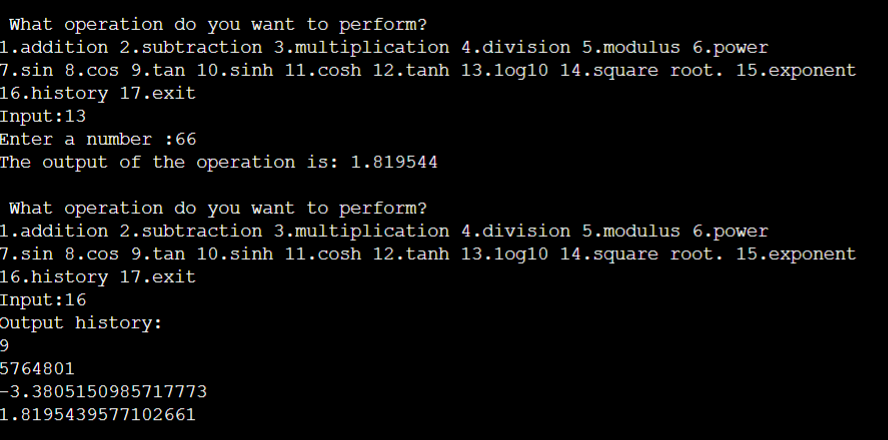 What operation do you want to perform?
1.addition 2.subtraction 3.multiplication 4.division 5.modulus 6.power
7.sin 8.cos 9.tan 10.sinh 11.cosh 12.tanh 13.log10 14.square root. 15.exponent
16.history 17.exit
Input:13
Enter a number :66
The output of the operation is: 1.819544
What operation do you want to perform?
1.addition 2.subtraction 3.multiplication 4.division 5.modulus 6.power
7.sin 8.cos 9.tan 10.sinh 11.cosh 12.tanh 13.log10 14.square root. 15.exponent
16.history 17.exit
Input:16
Output history:
9
5764801
-3.3805150985717773
1.8195439577102661